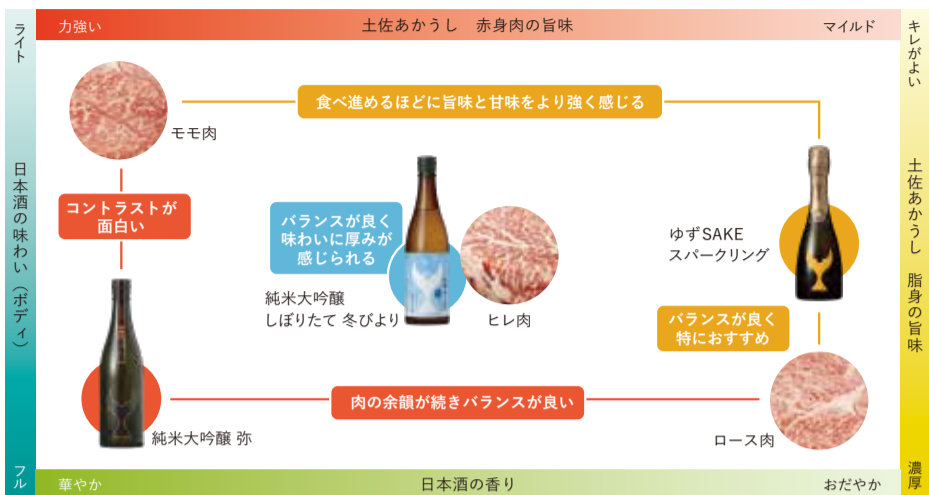 力強い
土佐あかうし 赤身肉の旨味
マイルド
ライト
日本酒の味わい（ボディ）
フル
キレがよい
土佐あかうし 脂身の旨味
濃厚
モモ肉
食べ進めるほどに旨味と甘味をより強く感じる
コントラストが
面白い
バランスが良く
味わいに厚みが
感じられる
純米大吟醸
しぼりたて 冬びより
ヒレ肉
ゆずSAKE
スパークリング
バランスが良く
特におすすめ
純米大吟醸 弥
肉の余韻が続きバランスが良い
ロース肉
華やか
日本酒の香り
おだやか